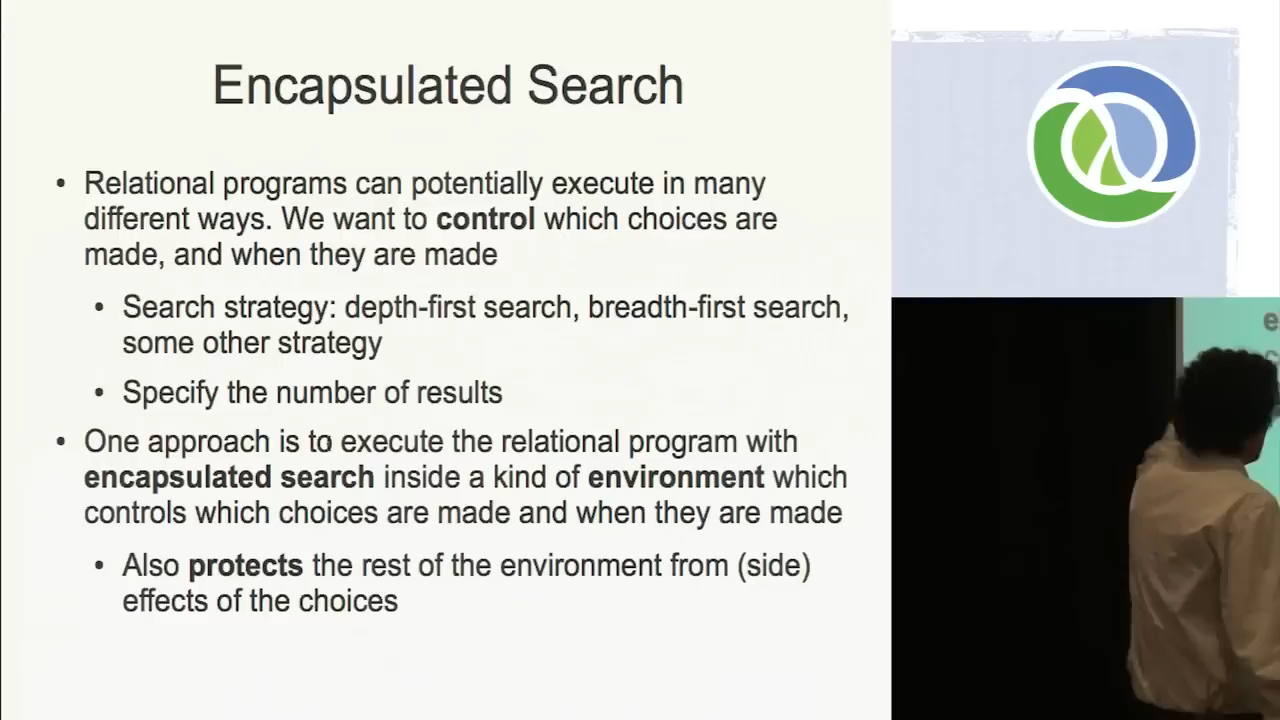 Encapsulated Search
• Relational programs can potentially execute in many
different ways. We want to control which choices are
made, and when they are made
• Search strategy: depth-first search, breadth-first search,
some other strategy
• Specify the number of results
• One approach is to execute the relational program with
encapsulated search inside a kind of environment which
controls which choices are made and when they are made
• Also protects the rest of the environment from (side)
effects of the choices